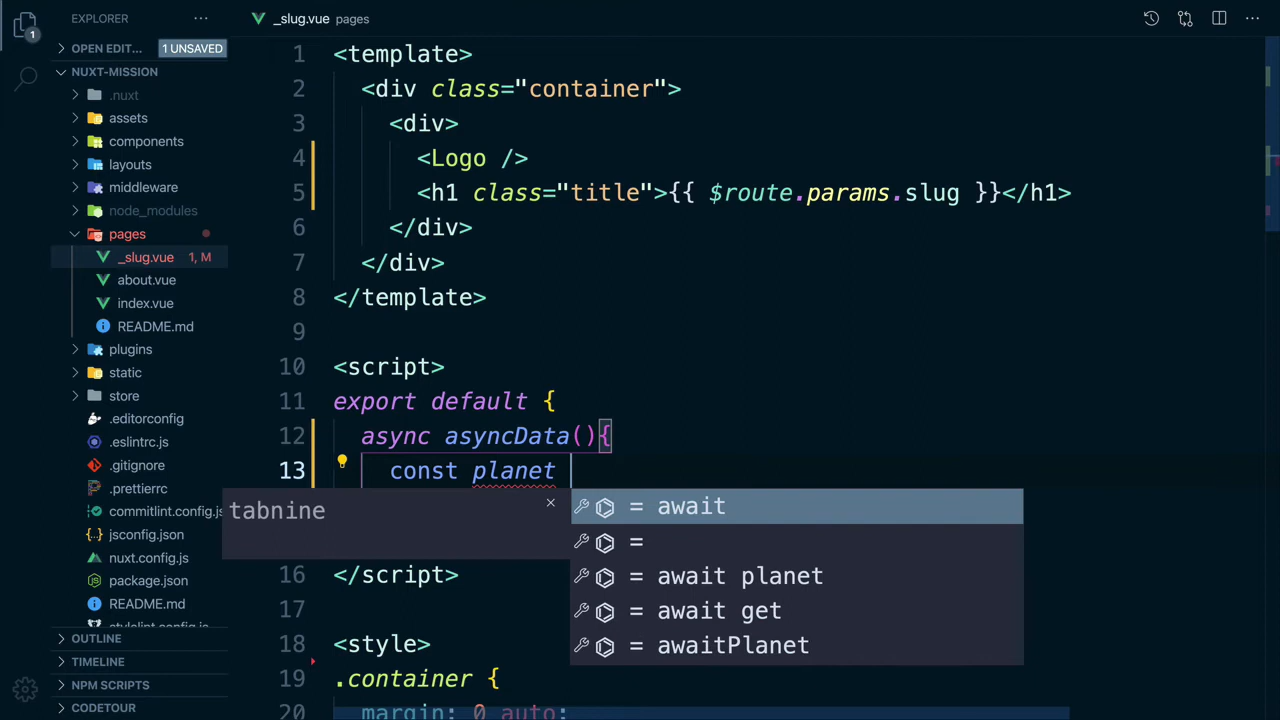 EXPLORER
OPEN EDIT...
1 UNSAVED
NUXT-MISSION
.nuxt
assets
components
layouts
middleware
node_modules
pages
_slug.vue 1, M
about.vue
index.vue
README.md
plugins
static
store
.editorconfig
.eslintrc.js
.gitignore
.prettierrc
commitlint.config.js
jsconfig.json
nuxt.config.js
package.json
README.md
stylelint.config.js
OUTLINE
TIMELINE
NPM SCRIPTS
CODETOUR
1
_slug.vue pages
1 <template>
2 <div class="container">
3 <div>
4 <Logo />
5 <h1 class="title">{{ $route.params.slug }}</h1>
6 </div>
7 </div>
8 </template>
9
10 <script>
11 export default {
12 async asyncData(){
13 const planet
tabnine
= await
=
= await planet
= await get
= awaitPlanet
16 </script>
17
18 <style>
19 .container {
20 margin: 0 auto;